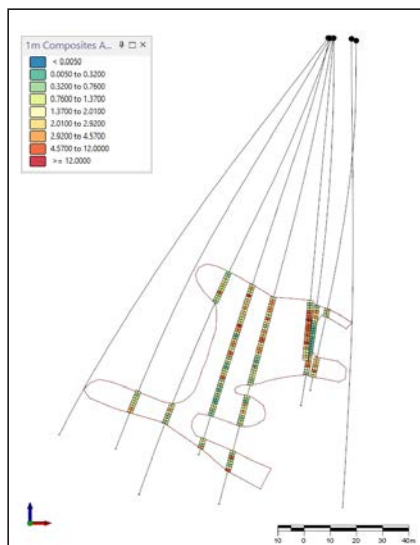 1m Composites A...
< 0.0050
0.0050 to 0.3200
0.3200 to 0.7600
0.7600 to 1.3700
1.3700 to 2.0100
2.0100 to 2.9200
2.9200 to 4.5700
4.5700 to 12.0000
>= 12.0000
10 0 10 20 30 40m